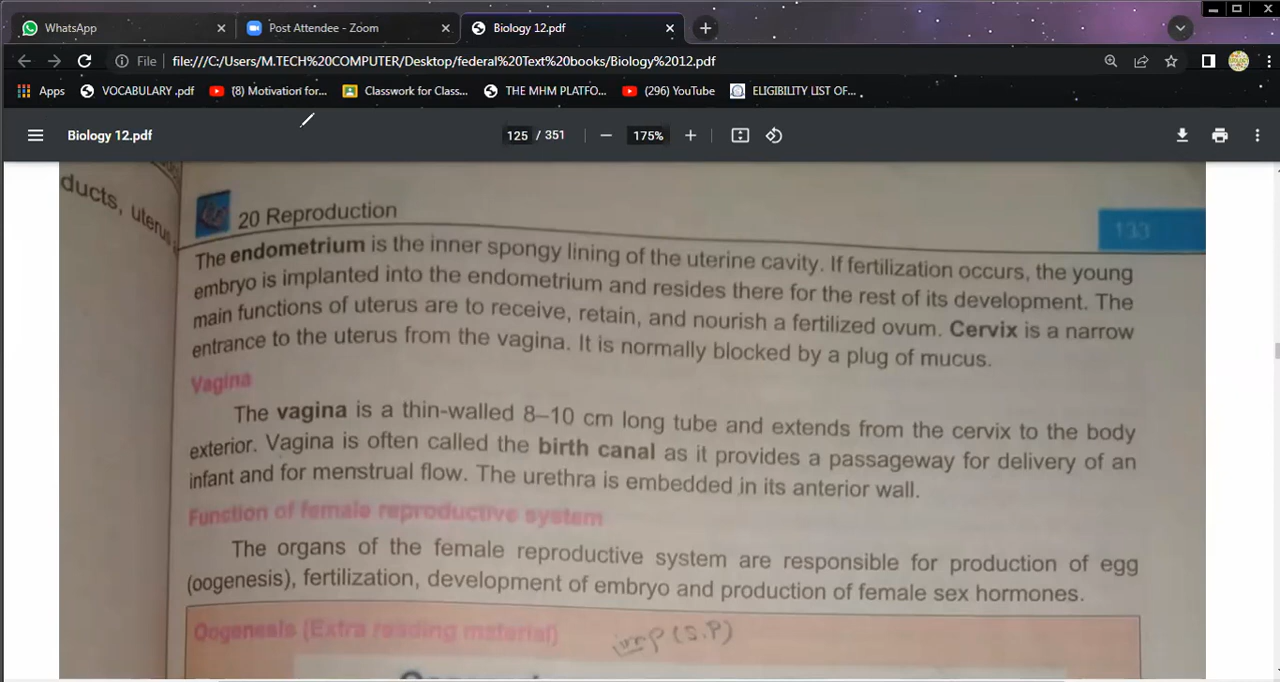 WhatsApp
Post Attendee - Zoom
Biology 12.pdf
File
file:///C:/Users/M.TECH%20COMPUTER/Desktop/federal%20Text%20books/Biology%2012.pdf
Apps
VOCABULARY .pdf
(8) Motivation for...
Classwork for Class...
THE MHM PLATFO...
(296) YouTube
ELIGIBILITY LIST OF...
Biology 12.pdf
125 / 351
175%
ducts, uterus
20 Reproduction
133
The endometrium is the inner spongy lining of the uterine cavity. If fertilization occurs, the young
embryo is implanted into the endometrium and resides there for the rest of its development. The
main functions of uterus are to receive, retain, and nourish a fertilized ovum. Cervix is a narrow
entrance to the uterus from the vagina. It is normally blocked by a plug of mucus.
Vagina
The vagina is a thin-walled 8–10 cm long tube and extends from the cervix to the body
exterior. Vagina is often called the birth canal as it provides a passageway for delivery of an
infant and for menstrual flow. The urethra is embedded in its anterior wall.
Function of female reproductive system
The organs of the female reproductive system are responsible for production of egg
(oogenesis), fertilization, development of embryo and production of female sex hormones.
Oogenesis (Extra reading material)
imp (S.P)